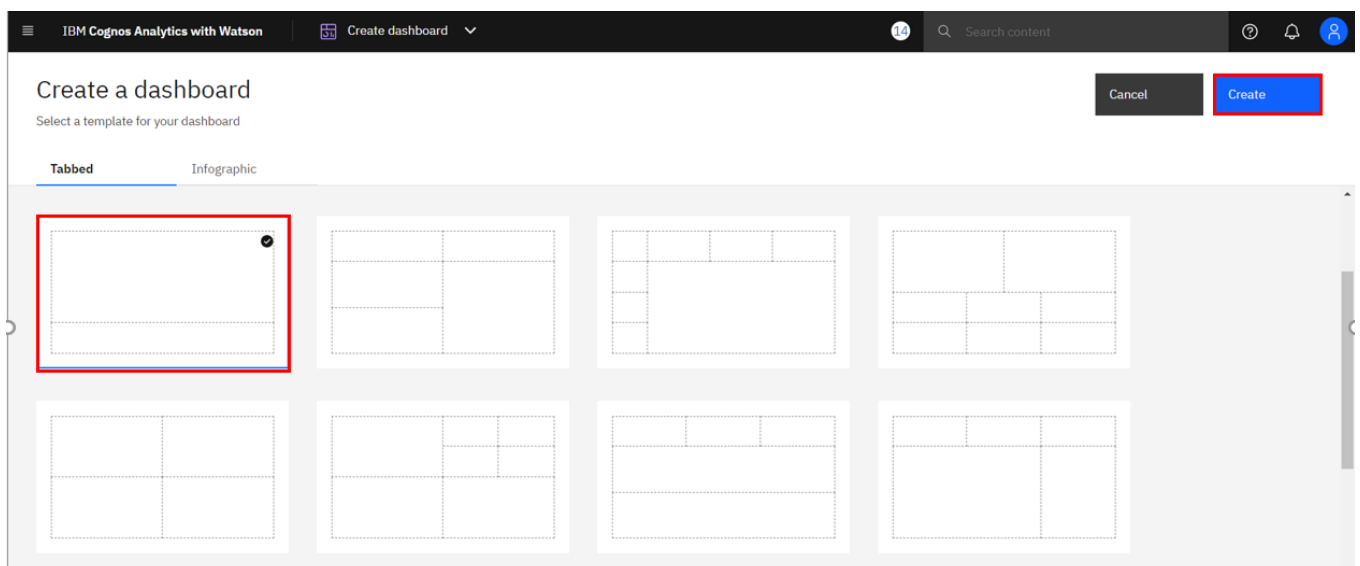 IBM Cognos Analytics with Watson
Create dashboard
14
Search content
Create a dashboard
Cancel
Create
Select a template for your dashboard
Tabbed
Infographic